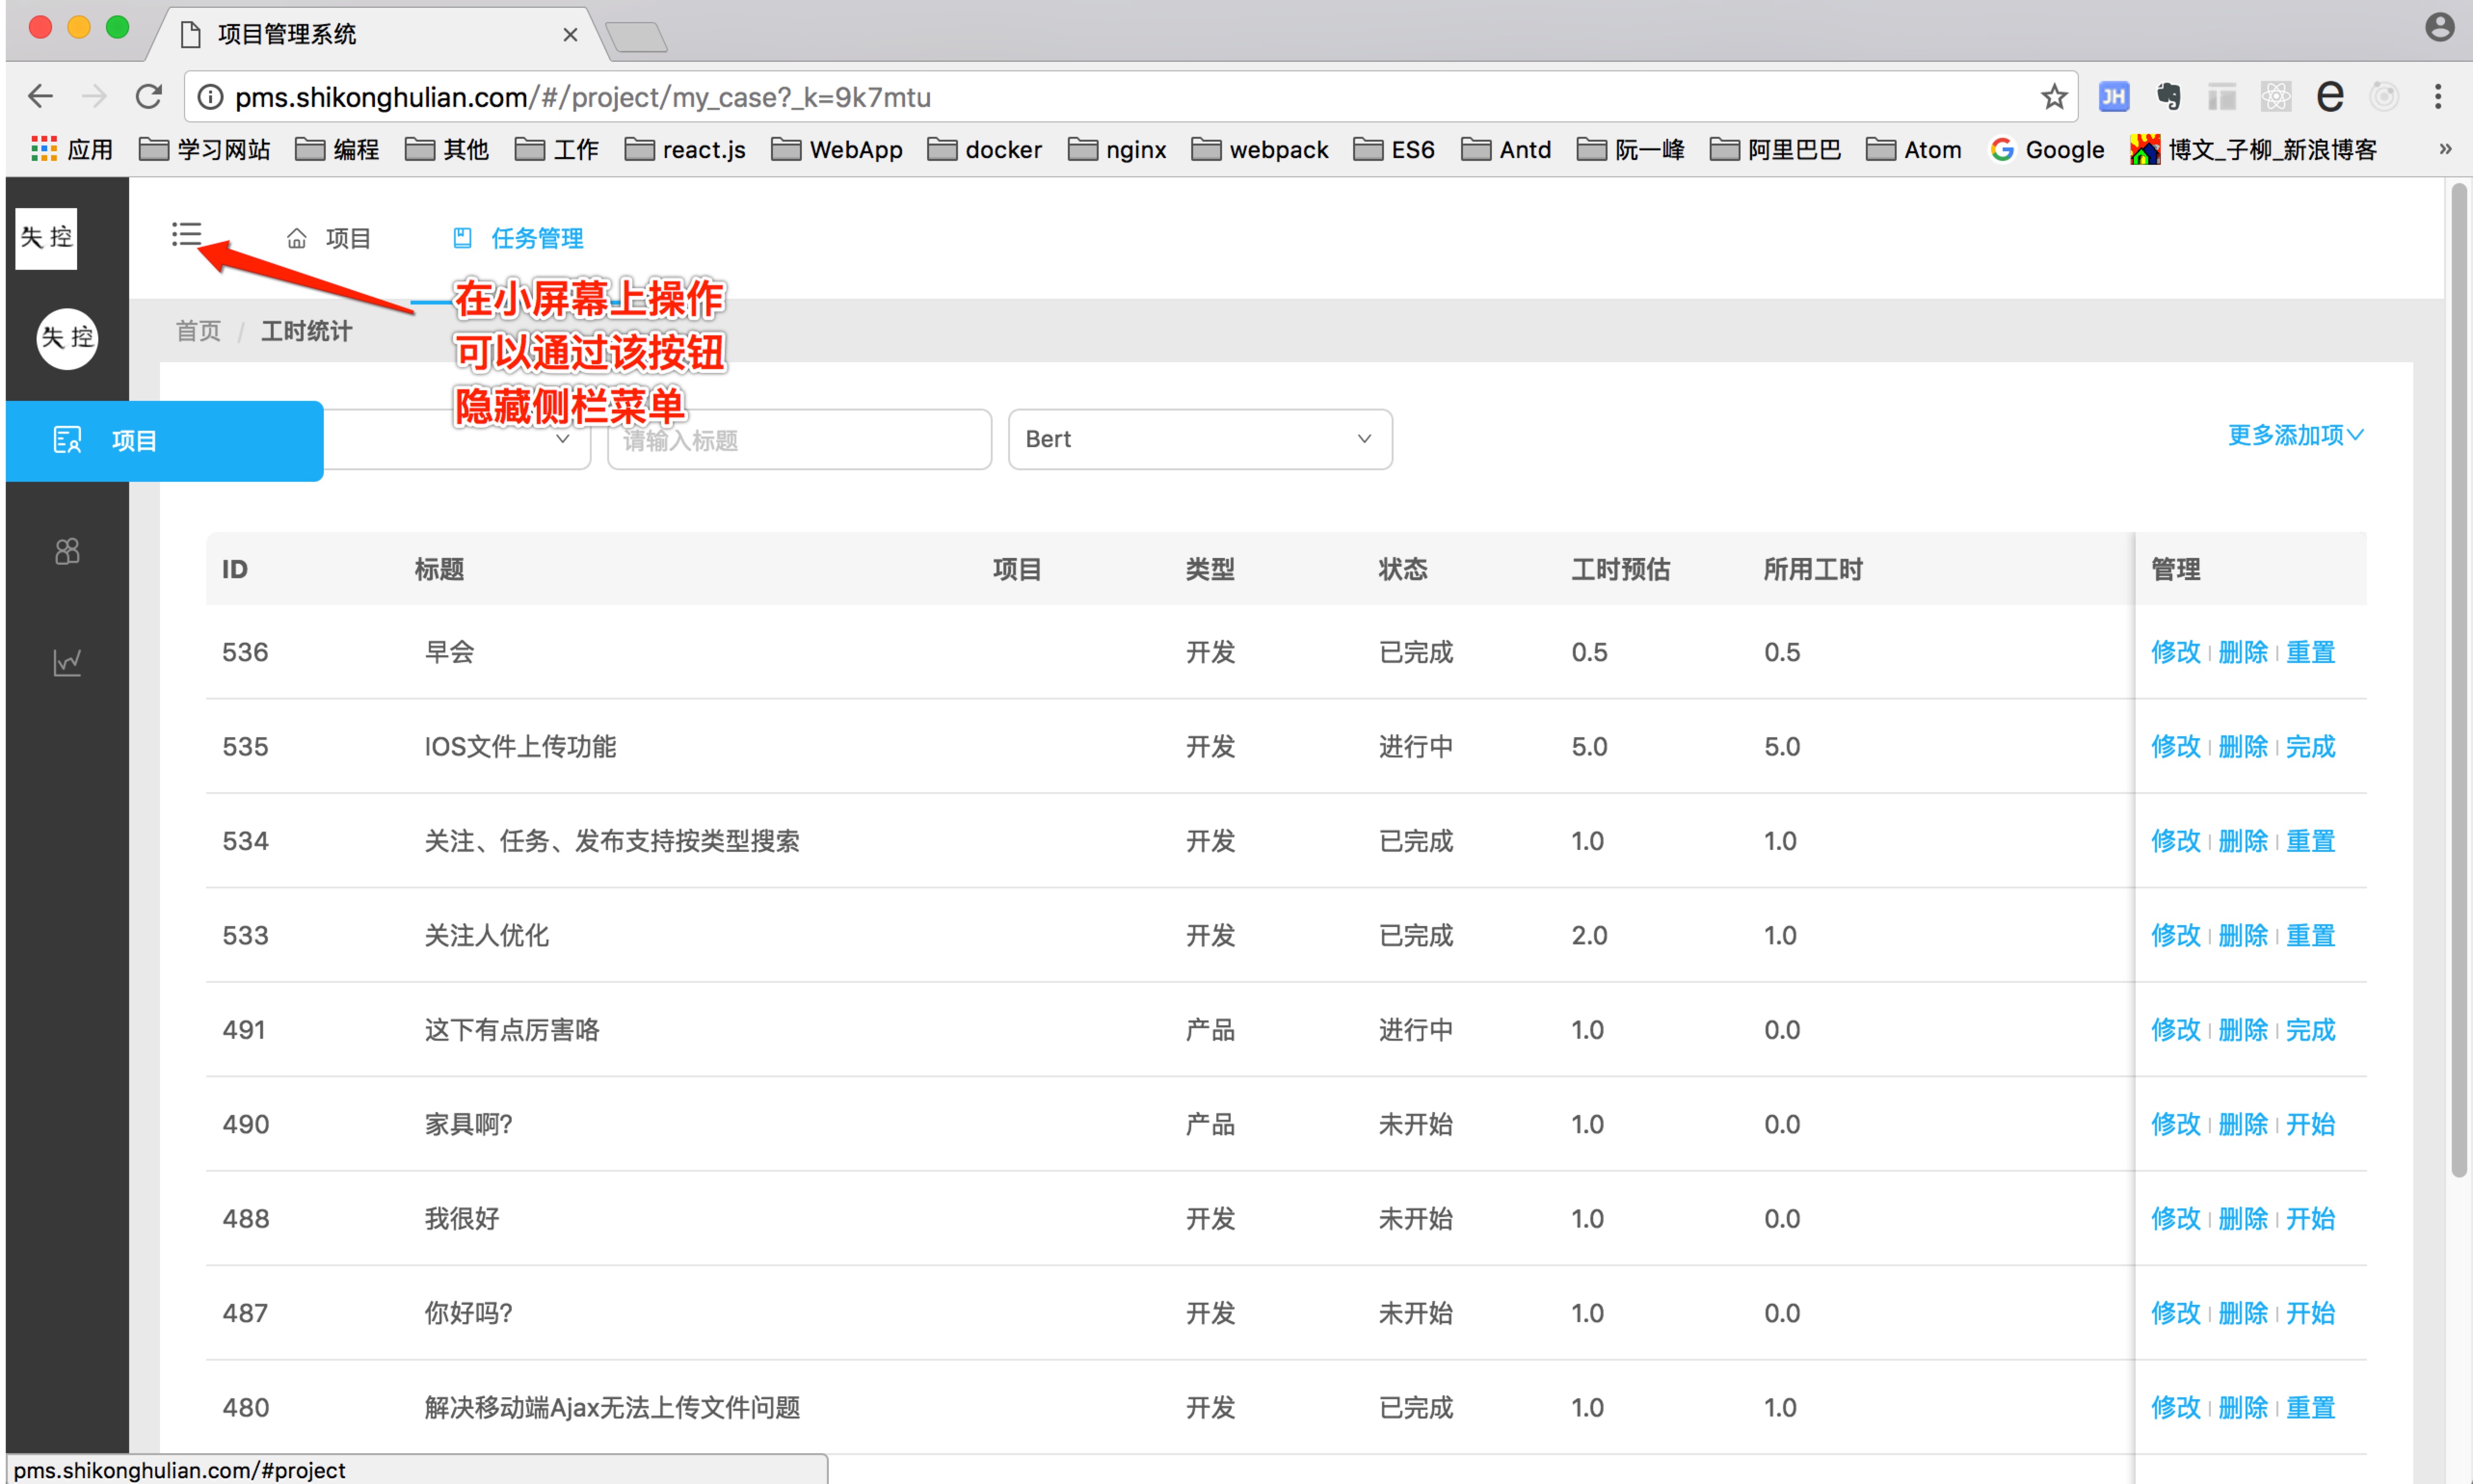 项目管理系统
pms.shikonghulian.com/#/project/my_case?_k=9k7mtu
JH
应用 学习网站 编程 其他 工作 react.js WebApp docker nginx webpack ES6 Antd 阮一峰 阿里巴巴 Atom Google 博文_子柳_新浪博客 »
失控
项目 任务管理
在小屏幕上操作
可以通过该按钮
隐藏侧栏菜单
首页 / 工时统计
失控
项目
请输入标题 Bert 更多添加项
ID 标题 项目 类型 状态 工时预估 所用工时 管理
536 早会 开发 已完成 0.5 0.5 修改 删除 重置
535 IOS文件上传功能 开发 进行中 5.0 5.0 修改 删除 完成
534 关注、任务、发布支持按类型搜索 开发 已完成 1.0 1.0 修改 删除 重置
533 关注人优化 开发 已完成 2.0 1.0 修改 删除 重置
491 这下有点厉害咯 产品 进行中 1.0 0.0 修改 删除 完成
490 家具啊? 产品 未开始 1.0 0.0 修改 删除 开始
488 我很好 开发 未开始 1.0 0.0 修改 删除 开始
487 你好吗? 开发 未开始 1.0 0.0 修改 删除 开始
480 解决移动端Ajax无法上传文件问题 开发 已完成 1.0 1.0 修改 删除 重置
pms.shikonghulian.com/#project